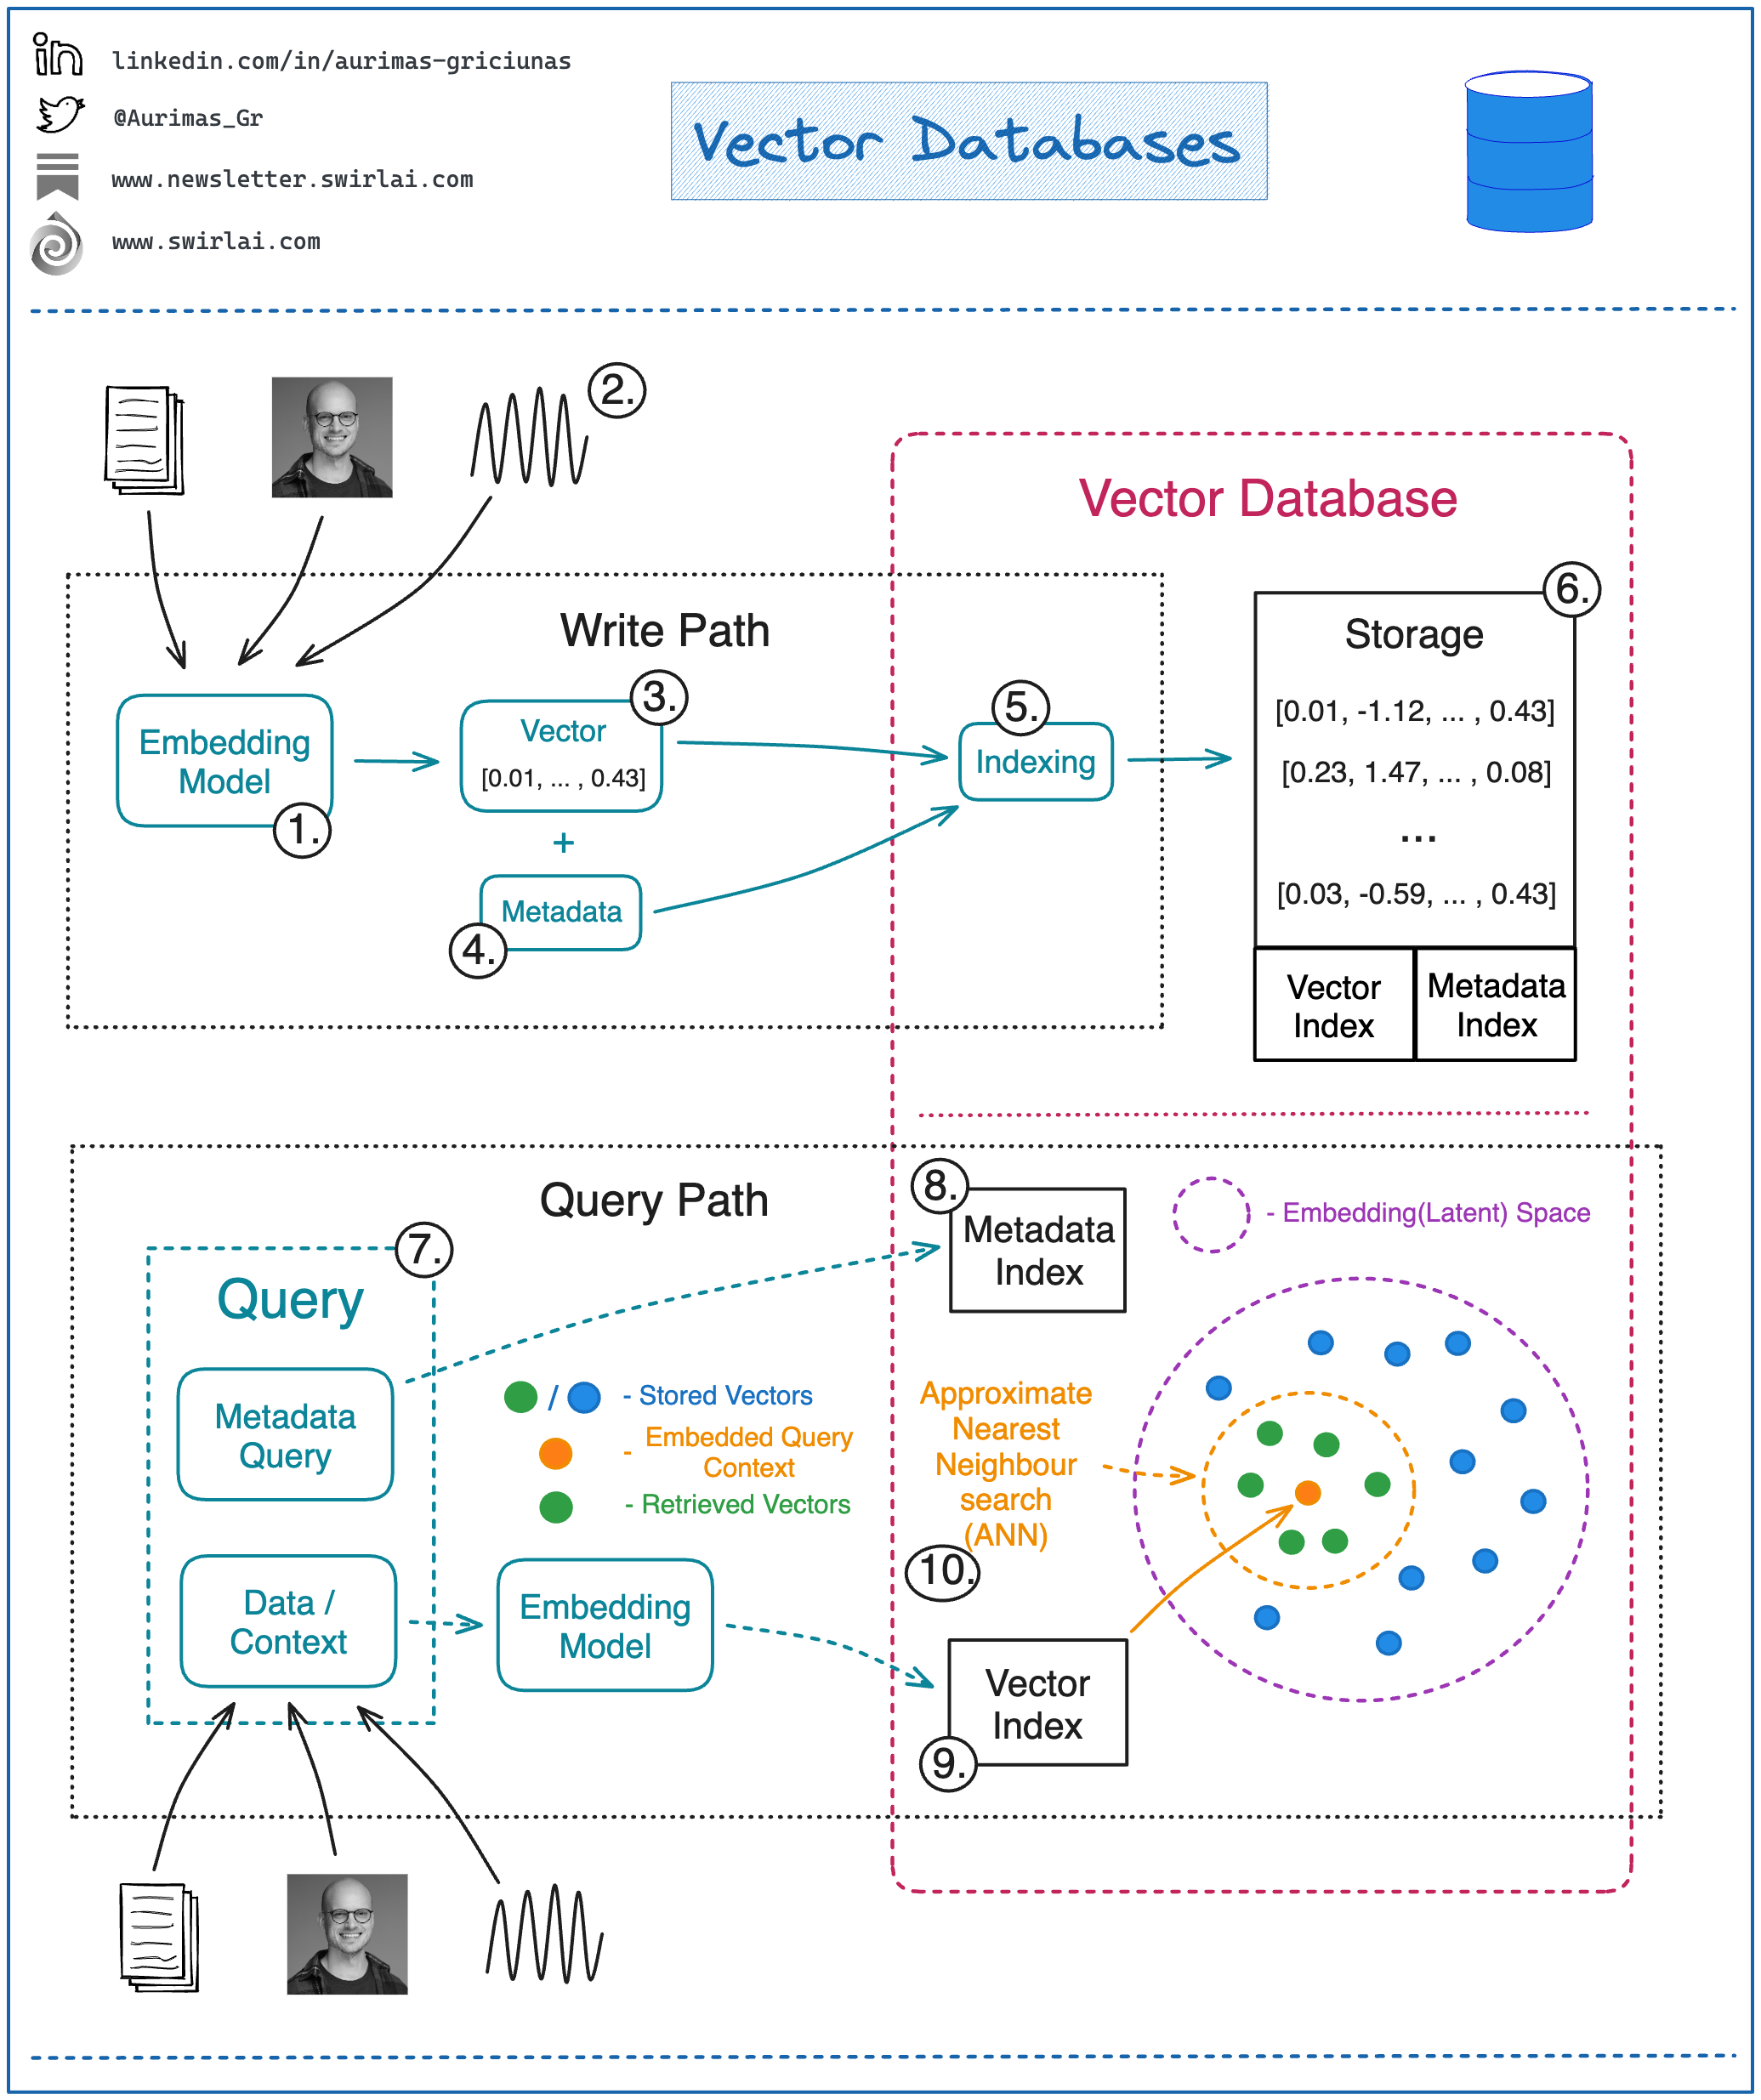 in
linkedin.com/in/aurimas-griciunas
@Aurimas_Gr
www.newsletter.swirlai.com
www.swirlai.com
Vector Databases
2.
Vector Database
Write Path
Embedding
Model
1.
3.
Vector
[0.01, ... , 0.43]
+
Metadata
4.
5.
Indexing
6.
Storage
[0.01, -1.12, ... , 0.43]
[0.23, 1.47, ... , 0.08]
...
[0.03, -0.59, ... , 0.43]
Vector
Index
Metadata
Index
Query Path
7.
Query
Metadata
Query
Data /
Context
/ - Stored Vectors
- Embedded Query
Context
- Retrieved Vectors
Embedding
Model
8.
Metadata
Index
- Embedding(Latent) Space
Approximate
Nearest
Neighbour
search
(ANN)
10.
Vector
Index
9.